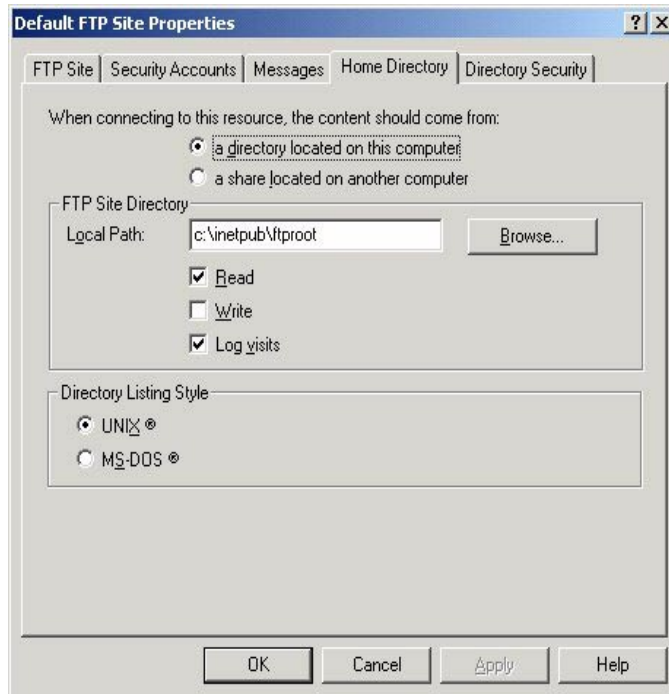 Default FTP Site Properties
FTP Site Security Accounts Messages Home Directory Directory Security
When connecting to this resource, the content should come from:
a directory located on this computer
a share located on another computer
FTP Site Directory
Local Path: c:\inetpub\ftproot Browse...
Read
Write
Log visits
Directory Listing Style
UNIX ®
MS-DOS ®
OK Cancel Apply Help